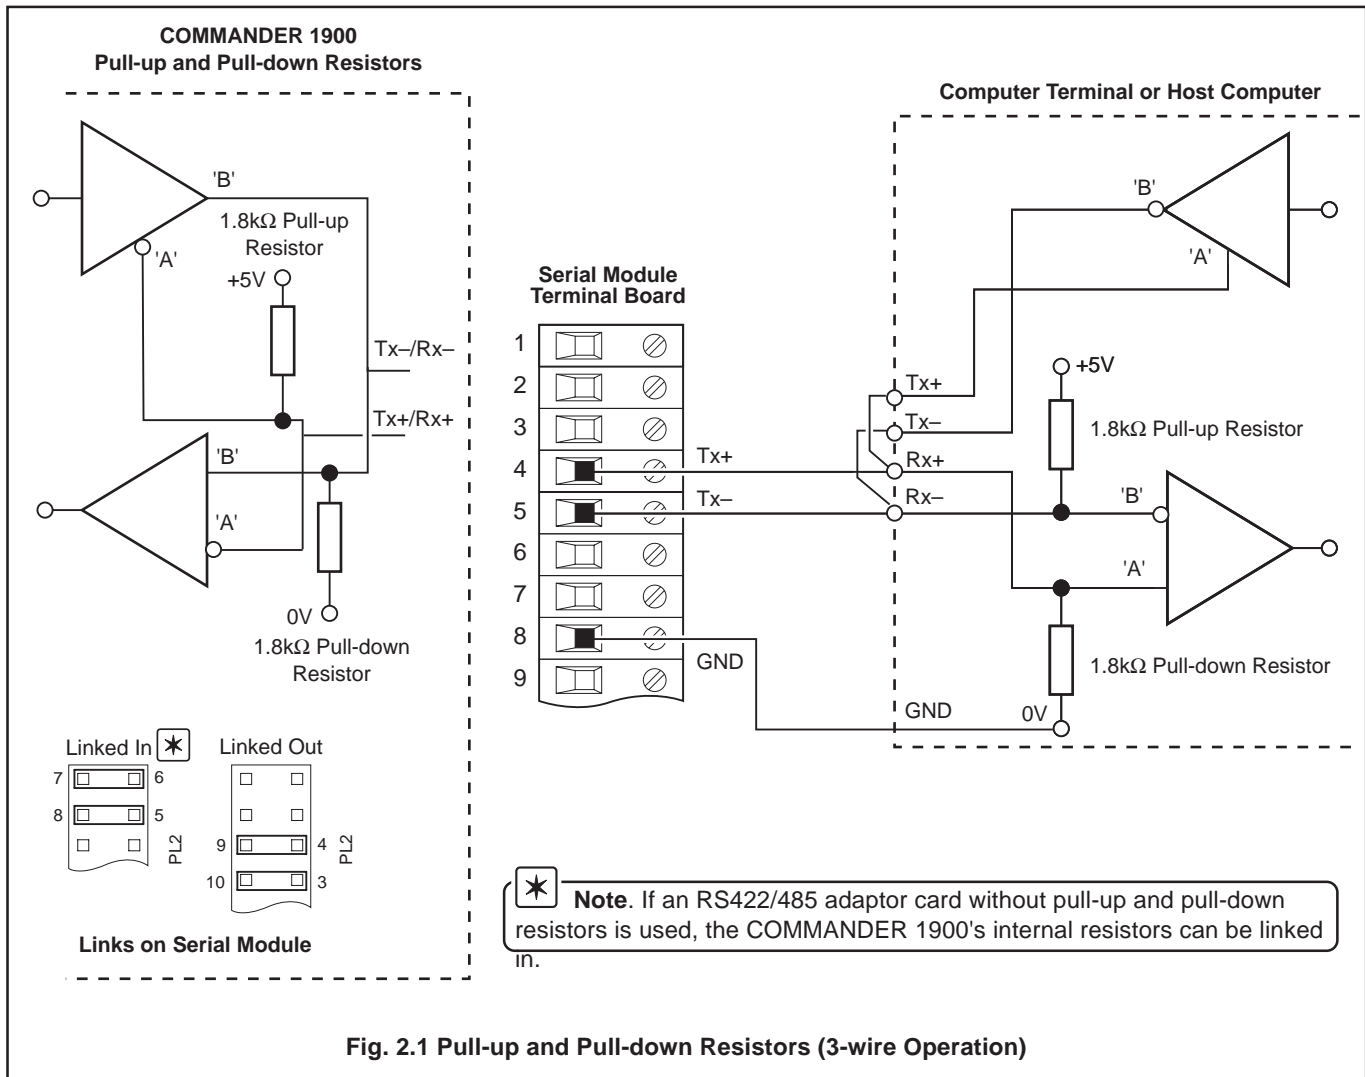 COMMANDER 1900
Pull-up and Pull-down Resistors
'B'
1.8kΩ Pull-up
Resistor
'A'
+5V
Tx–/Rx–
Tx+/Rx+
'B'
'A'
0V
1.8kΩ Pull-down
Resistor
Linked In
Linked Out
7
6
8
5
PL2
9
4
10
3
PL2
Links on Serial Module
Serial Module
Terminal Board
1
2
3
4
5
6
7
8
9
Tx+
Tx–
GND
Computer Terminal or Host Computer
'B'
'A'
Tx+
Tx–
Rx+
Rx–
+5V
1.8kΩ Pull-up Resistor
'B'
'A'
1.8kΩ Pull-down Resistor
GND
0V
Note. If an RS422/485 adaptor card without pull-up and pull-down
resistors is used, the COMMANDER 1900's internal resistors can be linked
in.
Fig. 2.1 Pull-up and Pull-down Resistors (3-wire Operation)